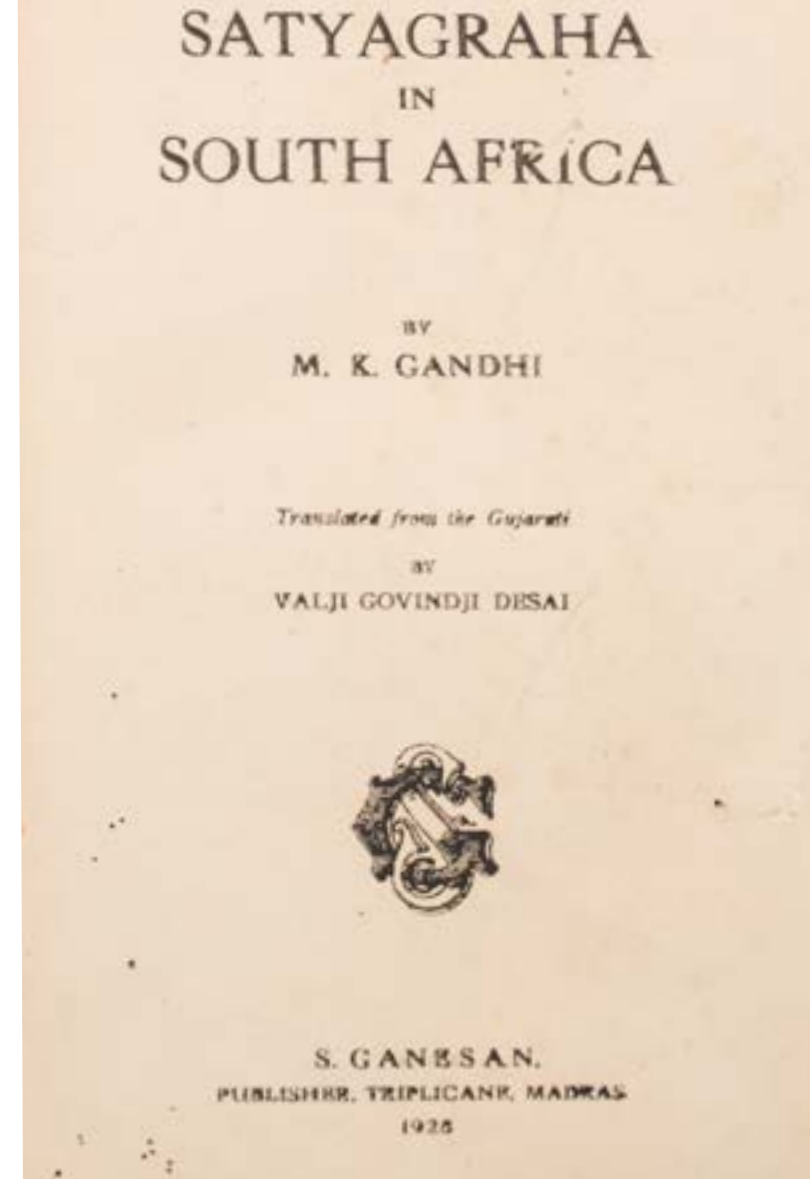 SATYAGRAHA
IN
SOUTH AFRICA
BY
M. K. GANDHI
Translated from the Gujarati
BY
VALJI GOVINDJI DESAI
S. GANESAN,
PUBLISHER, TRIPLICANE, MADRAS
1928